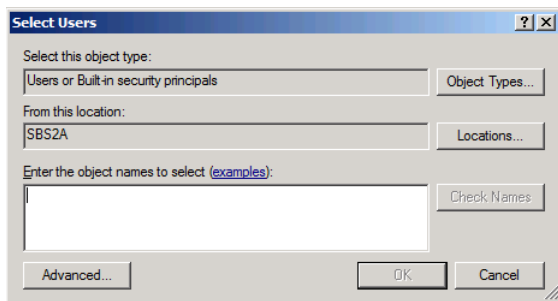 Select Users
Select this object type:
Users or Built-in security principals
Object Types...
From this location:
SBS2A
Locations...
Enter the object names to select (examples):
Check Names
Advanced...
OK
Cancel